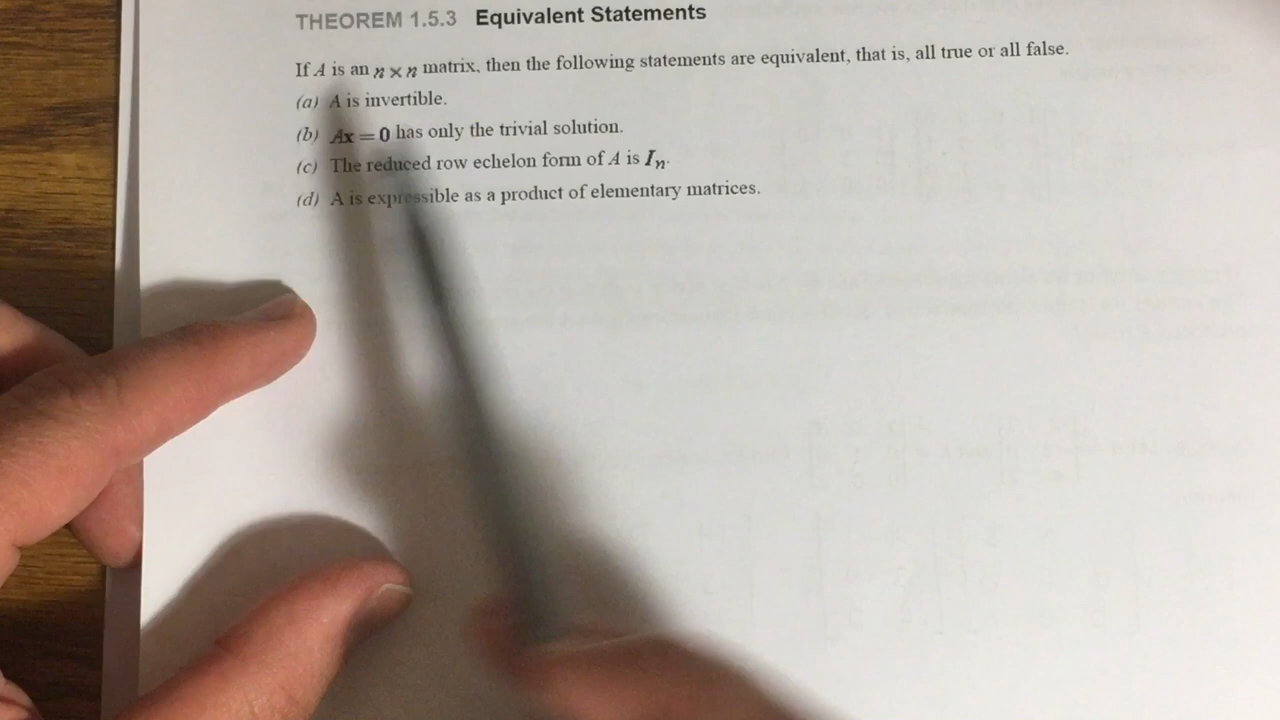 THEOREM 1.5.3 Equivalent Statements
If A is an n × n matrix, then the following statements are equivalent, that is, all true or all false.
(a) A is invertible.
(b) Ax = 0 has only the trivial solution.
(c) The reduced row echelon form of A is Iₙ.
(d) A is expressible as a product of elementary matrices.